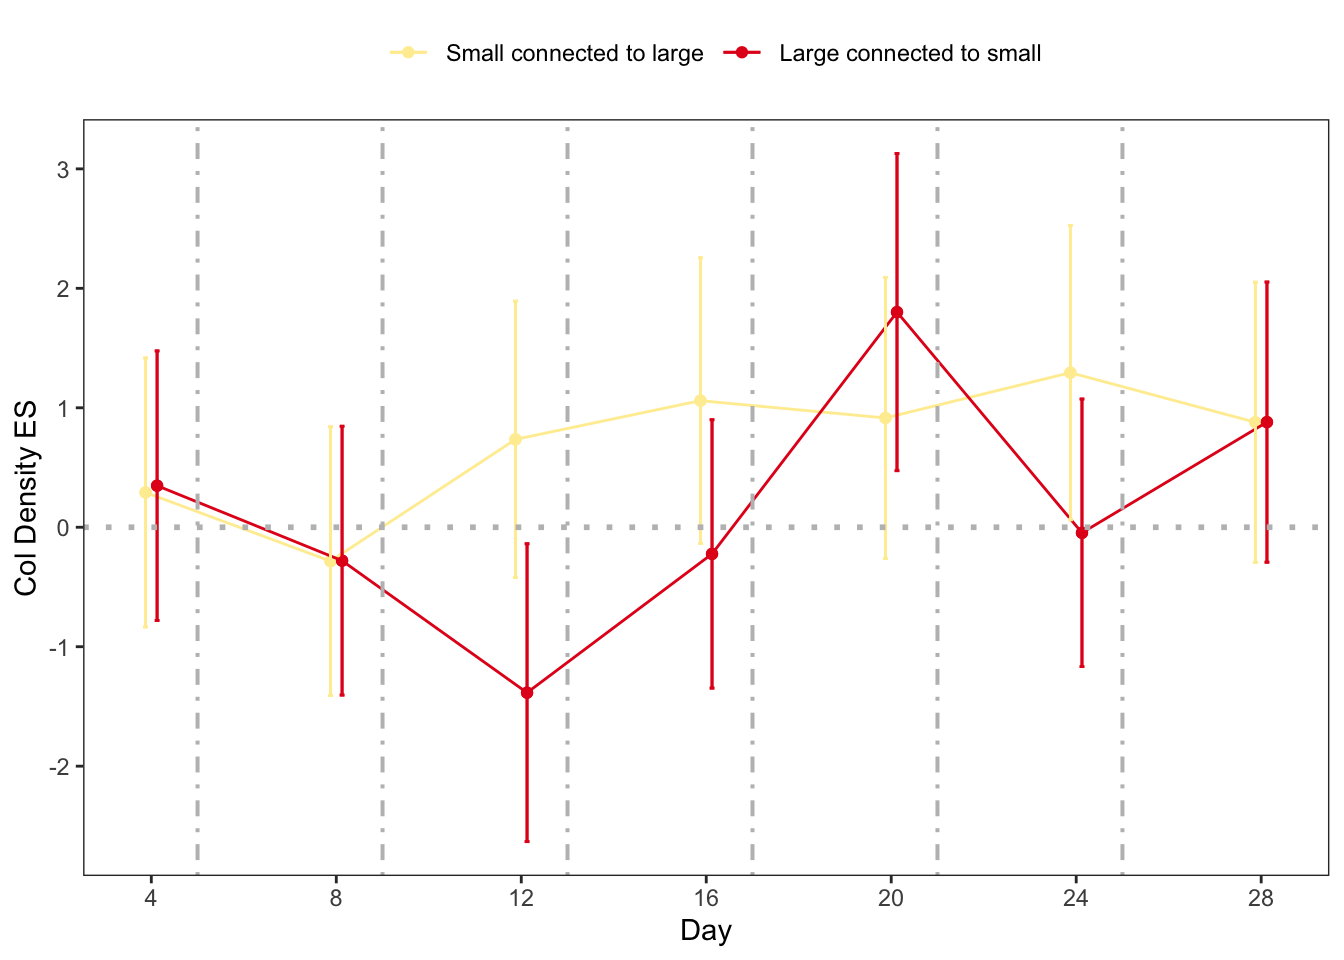 Small connected to large
Large connected to small
Col Density ES
3
2
1
0
-1
-2
4 8 12 16 20 24 28
Day